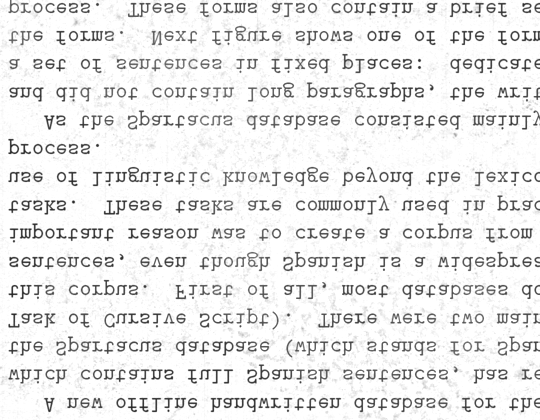 A new offline handwritten database for the
which contains full Spanish sentences, has re
the Spartacus database (which stands for Spar
Task of Cursive Script). There were two main
this corpus. First of all, most databases do
sentences, even though Spanish is a widesprea
important reason was to create a corpus from
tasks. These tasks are commonly used in prac
use of linguistic knowledge beyond the lexico
process.
As the Spartacus database consisted mainly
and did not contain long paragraphs, the writ
a set of sentences in fixed places: dedicate
the forms. Next figure shows one of the form
process. These forms also contain a brief se